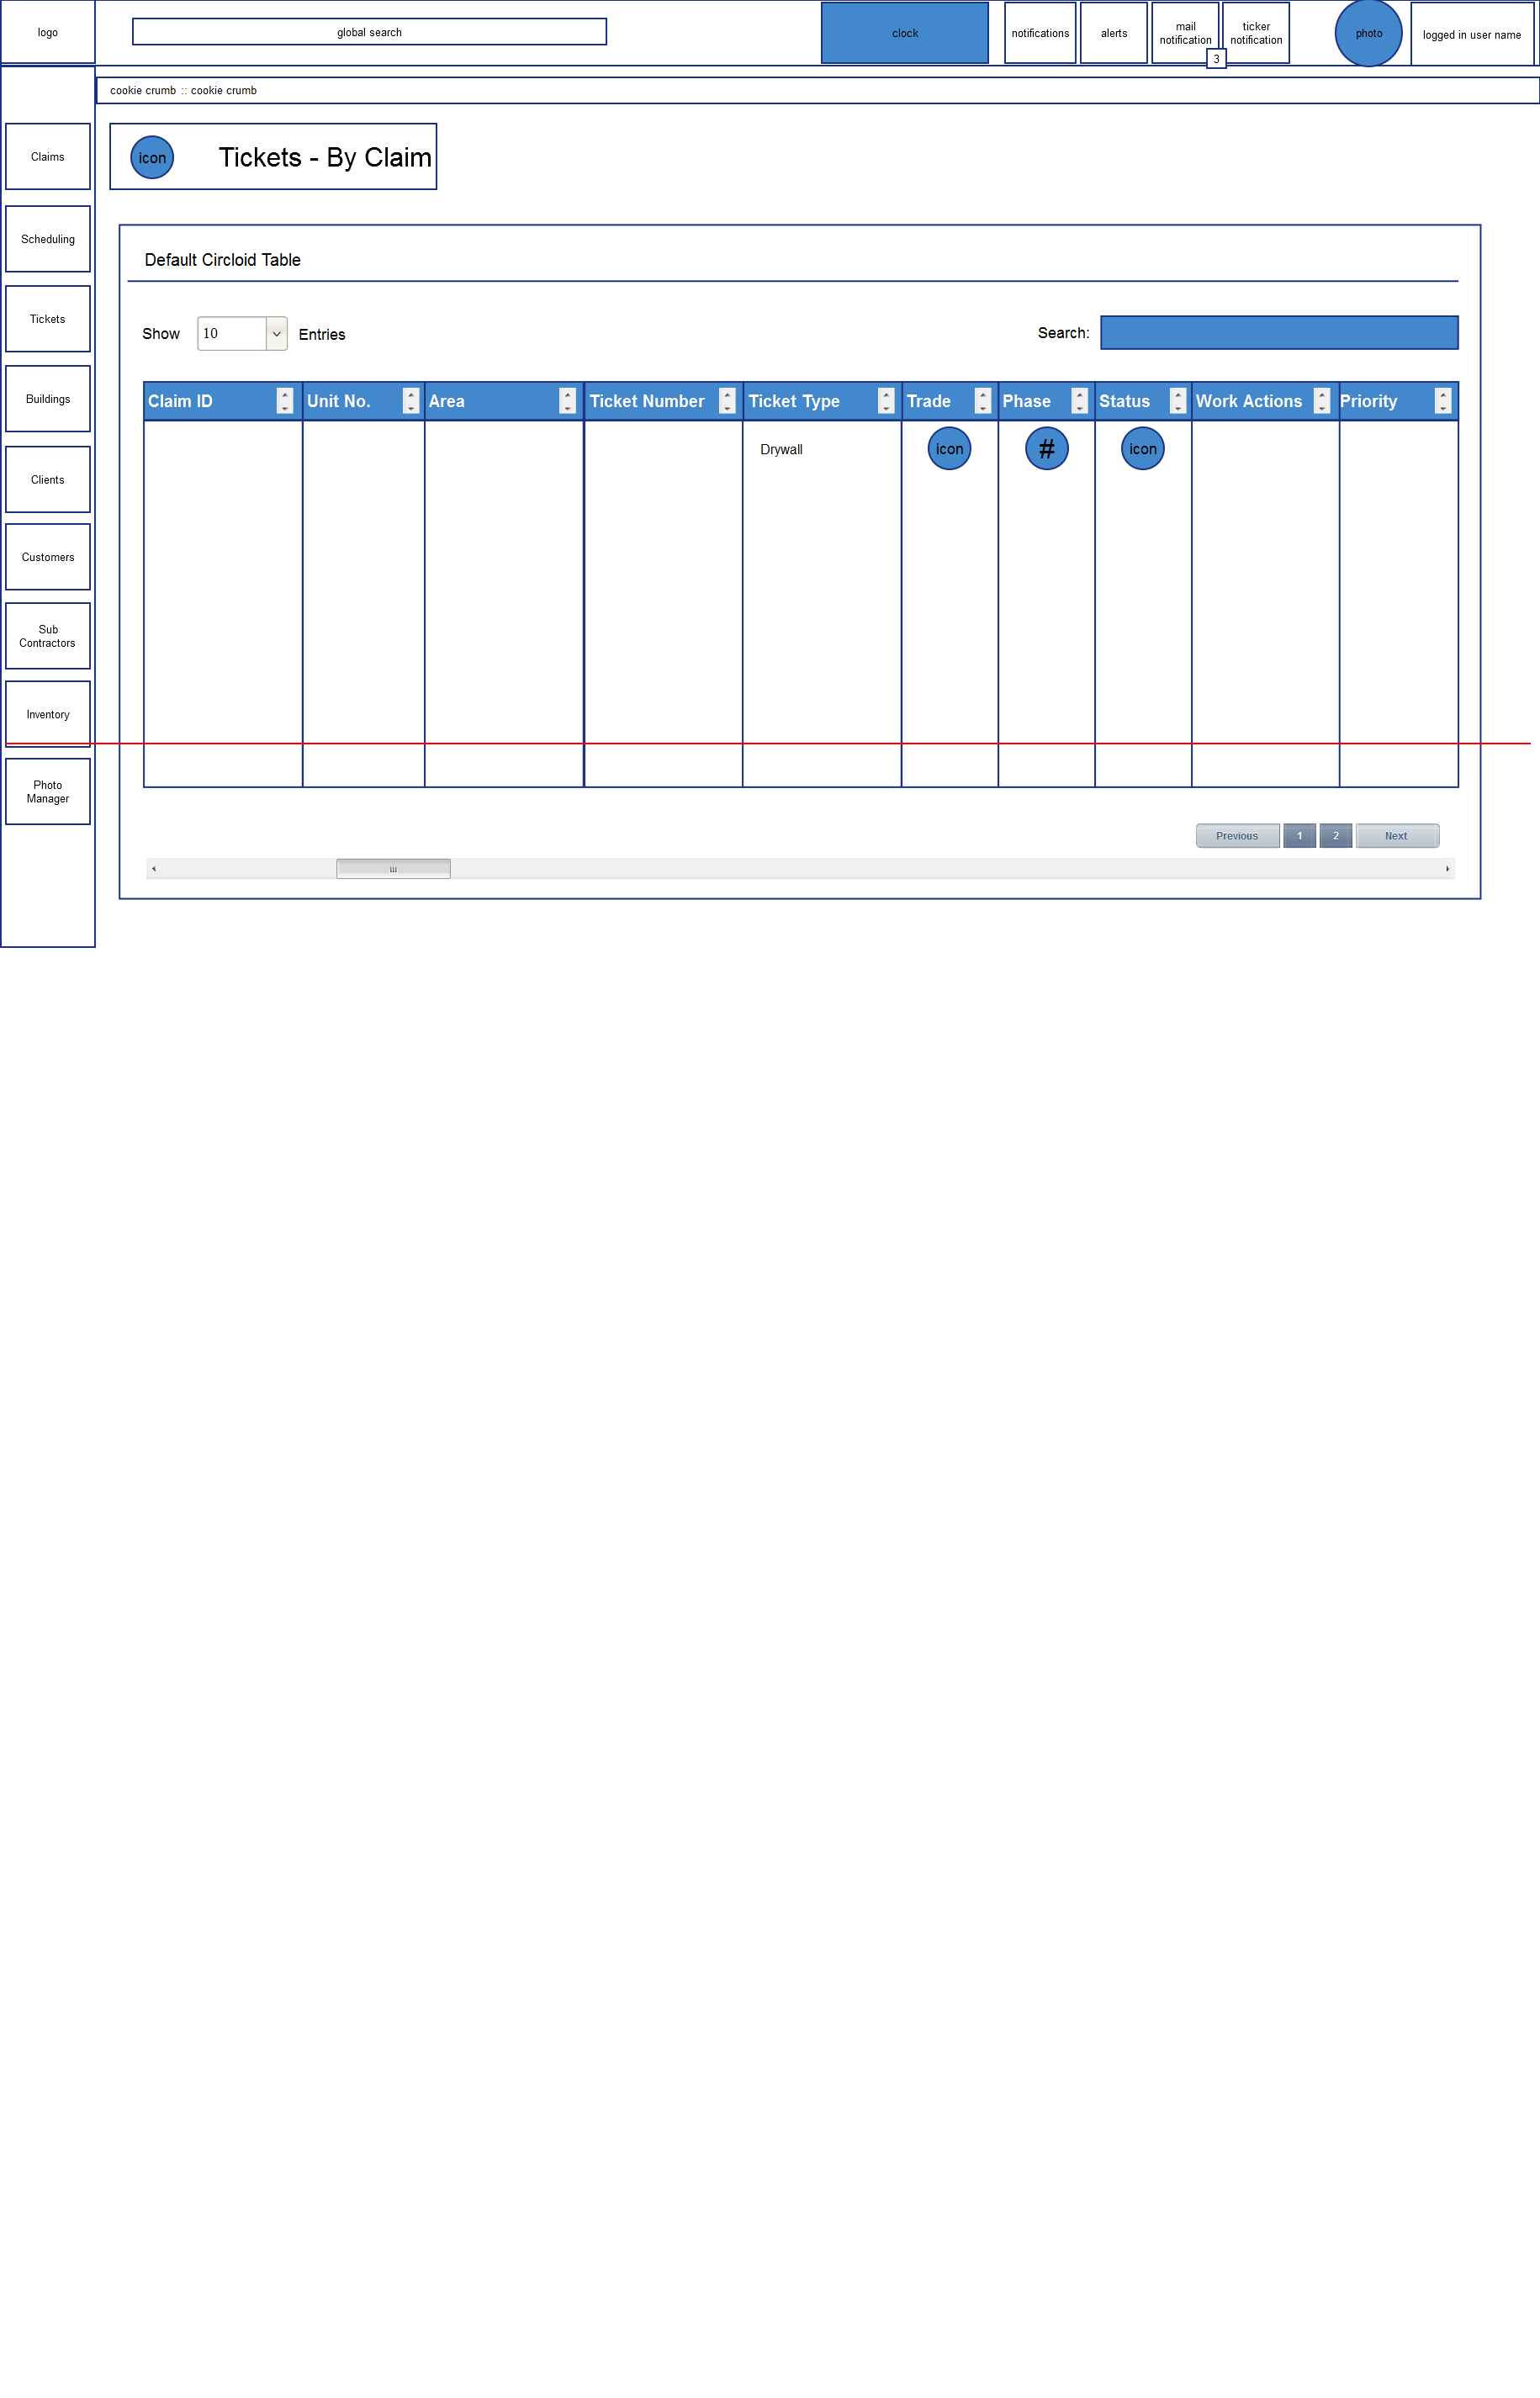 logo
global search
clock
notifications
alerts
mail
notification
3
ticker
notification
photo
logged in user name
cookie crumb :: cookie crumb
Claims
Scheduling
Tickets
Buildings
Clients
Customers
Sub
Contractors
Inventory
Photo
Manager
icon
Tickets - By Claim
Default Circloid Table
Show 10 Entries
Search:
Claim ID Unit No. Area Ticket Number Ticket Type Trade Phase Status Work Actions Priority
Drywall icon # icon
Previous 1 2 Next